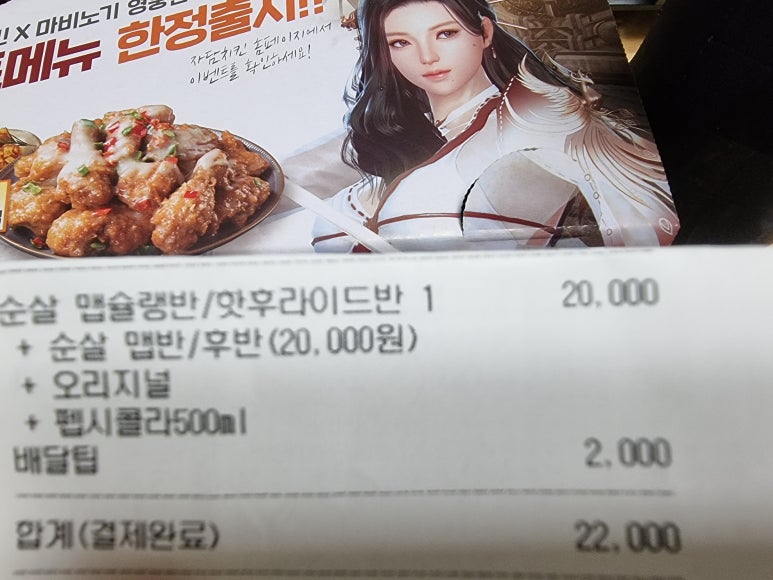 X 마비노기 영웅
메뉴 한정출시!!
자담치킨 홈페이지에서
이벤트를 확인하세요!
순살 맵슐랭반/핫후라이드반 1 20,000
+ 순살 맵반/후반(20,000원)
+ 오리지널
+ 펩시콜라500ml
배달팁 2,000
합계(결제완료) 22,000